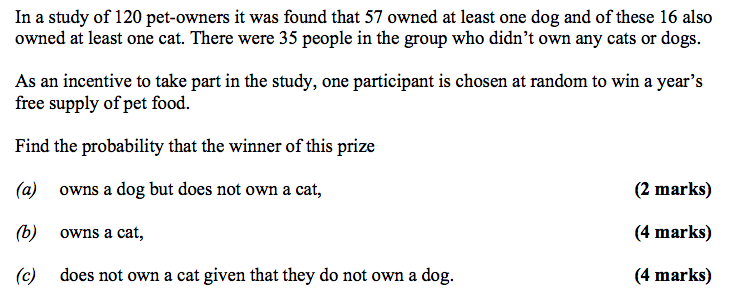 In a study of 120 pet-owners it was found that 57 owned at least one dog and of these 16 also
owned at least one cat. There were 35 people in the group who didn’t own any cats or dogs.
As an incentive to take part in the study, one participant is chosen at random to win a year’s
free supply of pet food.
Find the probability that the winner of this prize
(a) owns a dog but does not own a cat, (2 marks)
(b) owns a cat, (4 marks)
(c) does not own a cat given that they do not own a dog. (4 marks)